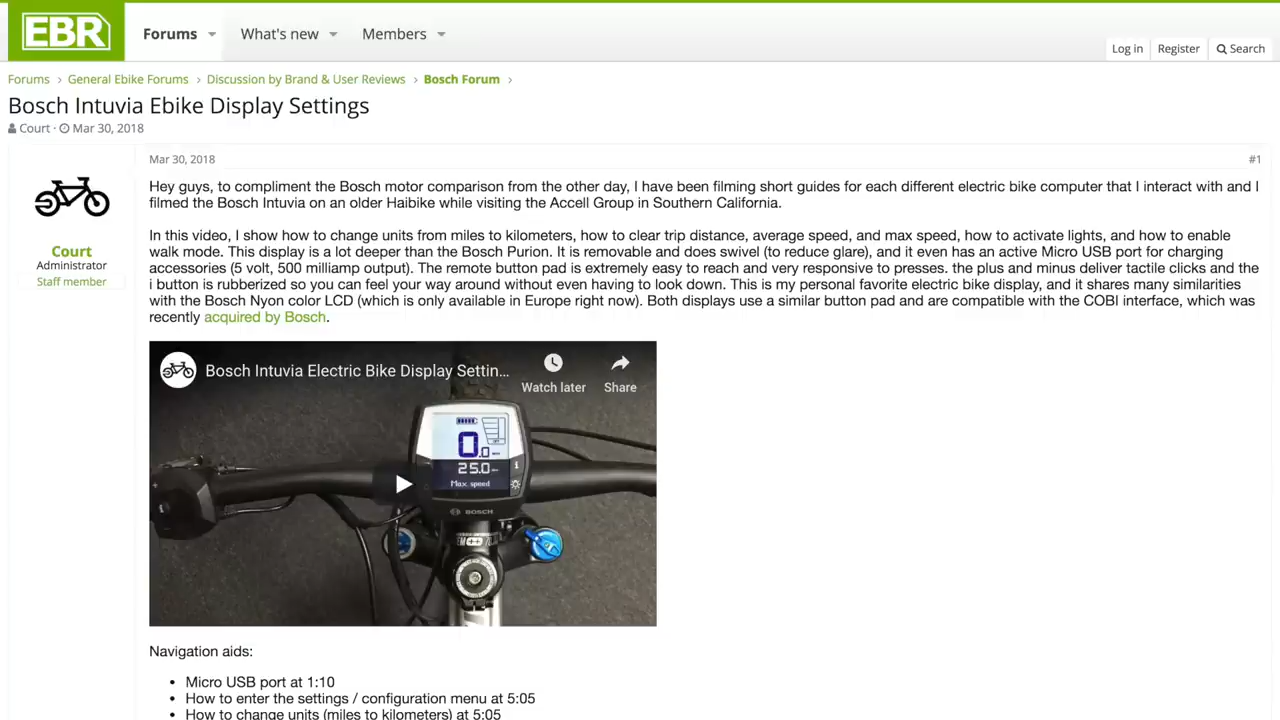 EBR
Forums
What's new
Members
Log in
Register
Search
Forums > General Ebike Forums > Discussion by Brand & User Reviews > Bosch Forum >
Bosch Intuvia Ebike Display Settings
Court · Mar 30, 2018
Mar 30, 2018
#1
Court
Administrator
Staff member
Hey guys, to compliment the Bosch motor comparison from the other day, I have been filming short guides for each different electric bike computer that I interact with and I
filmed the Bosch Intuvia on an older Haibike while visiting the Accell Group in Southern California.
In this video, I show how to change units from miles to kilometers, how to clear trip distance, average speed, and max speed, how to activate lights, and how to enable
walk mode. This display is a lot deeper than the Bosch Purion. It is removable and does swivel (to reduce glare), and it even has an active Micro USB port for charging
accessories (5 volt, 500 milliamp output). The remote button pad is extremely easy to reach and very responsive to presses. the plus and minus deliver tactile clicks and the
i button is rubberized so you can feel your way around without even having to look down. This is my personal favorite electric bike display, and it shares many similarities
with the Bosch Nyon color LCD (which is only available in Europe right now). Both displays use a similar button pad and are compatible with the COBI interface, which was
recently acquired by Bosch.
Bosch Intuvia Electric Bike Display Settin...
Watch later
Share
0.0
25.0
Max. speed
i
BOSCH
Navigation aids:
• Micro USB port at 1:10
• How to enter the settings / configuration menu at 5:05
• How to change units (miles to kilometers) at 5:05